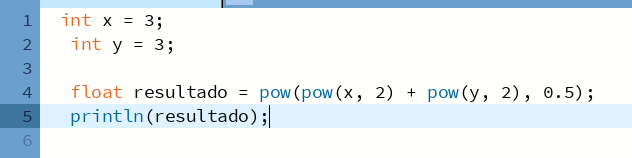 1 int x = 3;
2 int y = 3;
3
4 float resultado = pow(pow(x, 2) + pow(y, 2), 0.5);
5 println(resultado);
6